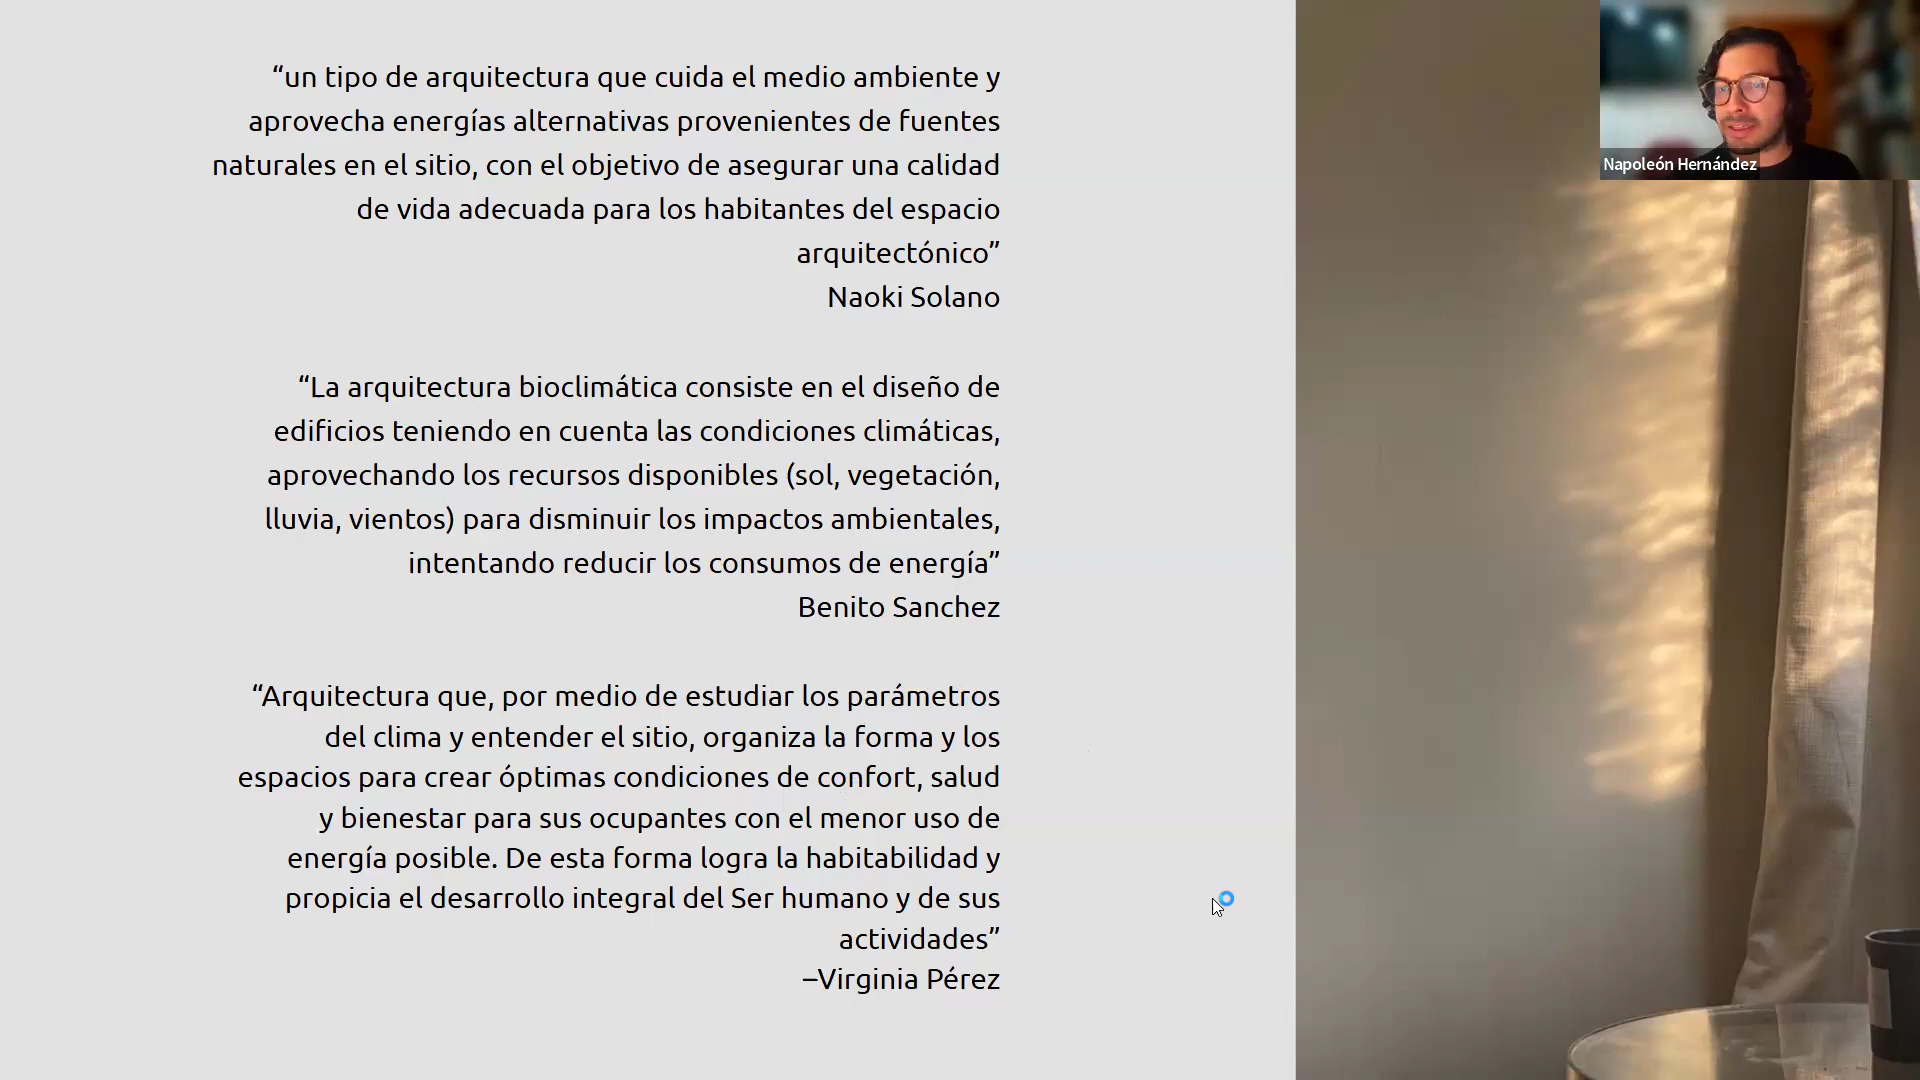 “un tipo de arquitectura que cuida el medio ambiente y
aprovecha energías alternativas provenientes de fuentes
naturales en el sitio, con el objetivo de asegurar una calidad
de vida adecuada para los habitantes del espacio
arquitectónico”
Naoki Solano
“La arquitectura bioclimática consiste en el diseño de
edificios teniendo en cuenta las condiciones climáticas,
aprovechando los recursos disponibles (sol, vegetación,
lluvia, vientos) para disminuir los impactos ambientales,
intentando reducir los consumos de energía”
Benito Sanchez
“Arquitectura que, por medio de estudiar los parámetros
del clima y entender el sitio, organiza la forma y los
espacios para crear óptimas condiciones de confort, salud
y bienestar para sus ocupantes con el menor uso de
energía posible. De esta forma logra la habitabilidad y
propicia el desarrollo integral del Ser humano y de sus
actividades”
–Virginia Pérez
Napoleón Hernández